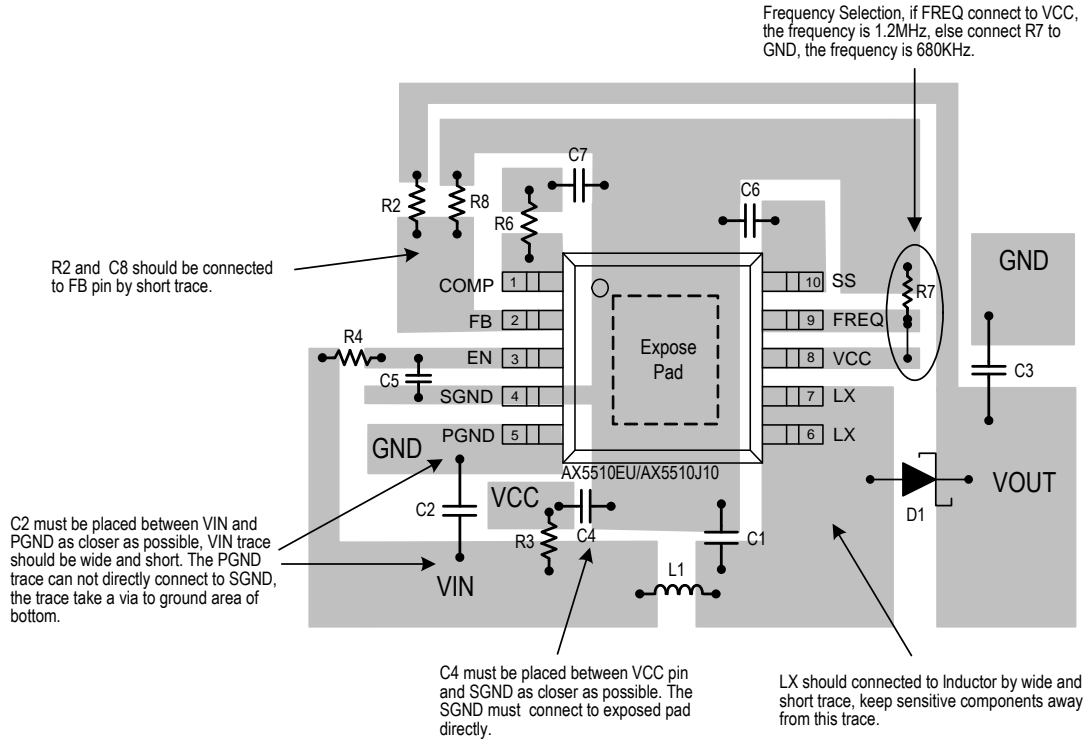 Frequency Selection, if FREQ connect to VCC,
the frequency is 1.2MHz, else connect R7 to
GND, the frequency is 680KHz.
C7
C6
R2
R8
R6
R2 and C8 should be connected
to FB pin by short trace.
GND
COMP
1
10
SS
R7
FB
2
9
FREQ
R4
Expose
Pad
EN
3
8
VCC
C3
C5
SGND
4
7
LX
PGND
5
6
LX
GND
AX5510EU/AX5510J10
VOUT
VCC
D1
C2
C4
R3
C1
C2 must be placed between VIN and
PGND as closer as possible, VIN trace
should be wide and short. The PGND
trace can not directly connect to SGND,
the trace take a via to ground area of
bottom.
VIN
L1
C4 must be placed between VCC pin
and SGND as closer as possible. The
SGND must connect to exposed pad
directly.
LX should connected to Inductor by wide and
short trace, keep sensitive components away
from this trace.